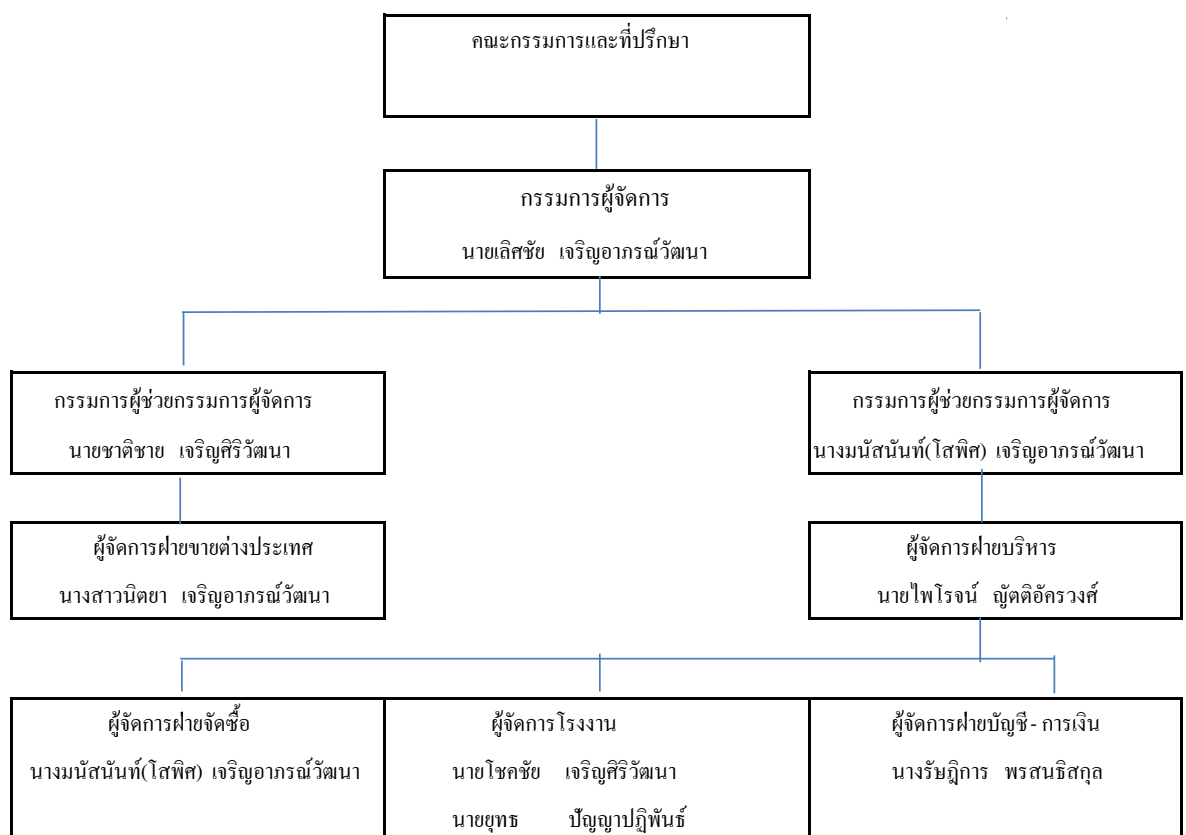 คณะกรรมการและที่ปรึกษา
กรรมการผู้จัดการ
นายเลิศชัย เจริญอาภรณ์วัฒนา
กรรมการผู้ช่วยกรรมการผู้จัดการ
นายชาติชาย เจริญศิริวัฒนา
กรรมการผู้ช่วยกรรมการผู้จัดการ
นางมนัสนันท์(โสพิศ) เจริญอาภรณ์วัฒนา
ผู้จัดการฝ่ายขายต่างประเทศ
นางสาวนิตยา เจริญอาภรณ์วัฒนา
ผู้จัดการฝ่ายบริหาร
นายไพโรจน์ ญัตติอัครวงศ์
ผู้จัดการฝ่ายจัดซื้อ
นางมนัสนันท์(โสพิศ) เจริญอาภรณ์วัฒนา
ผู้จัดการโรงงาน
นายโชคชัย เจริญศิริวัฒนา
นายยุทธ ปัญญาปฏิพันธ์
ผู้จัดการฝ่ายบัญชี - การเงิน
นางรัษฎิการ พรสนธิสกุล